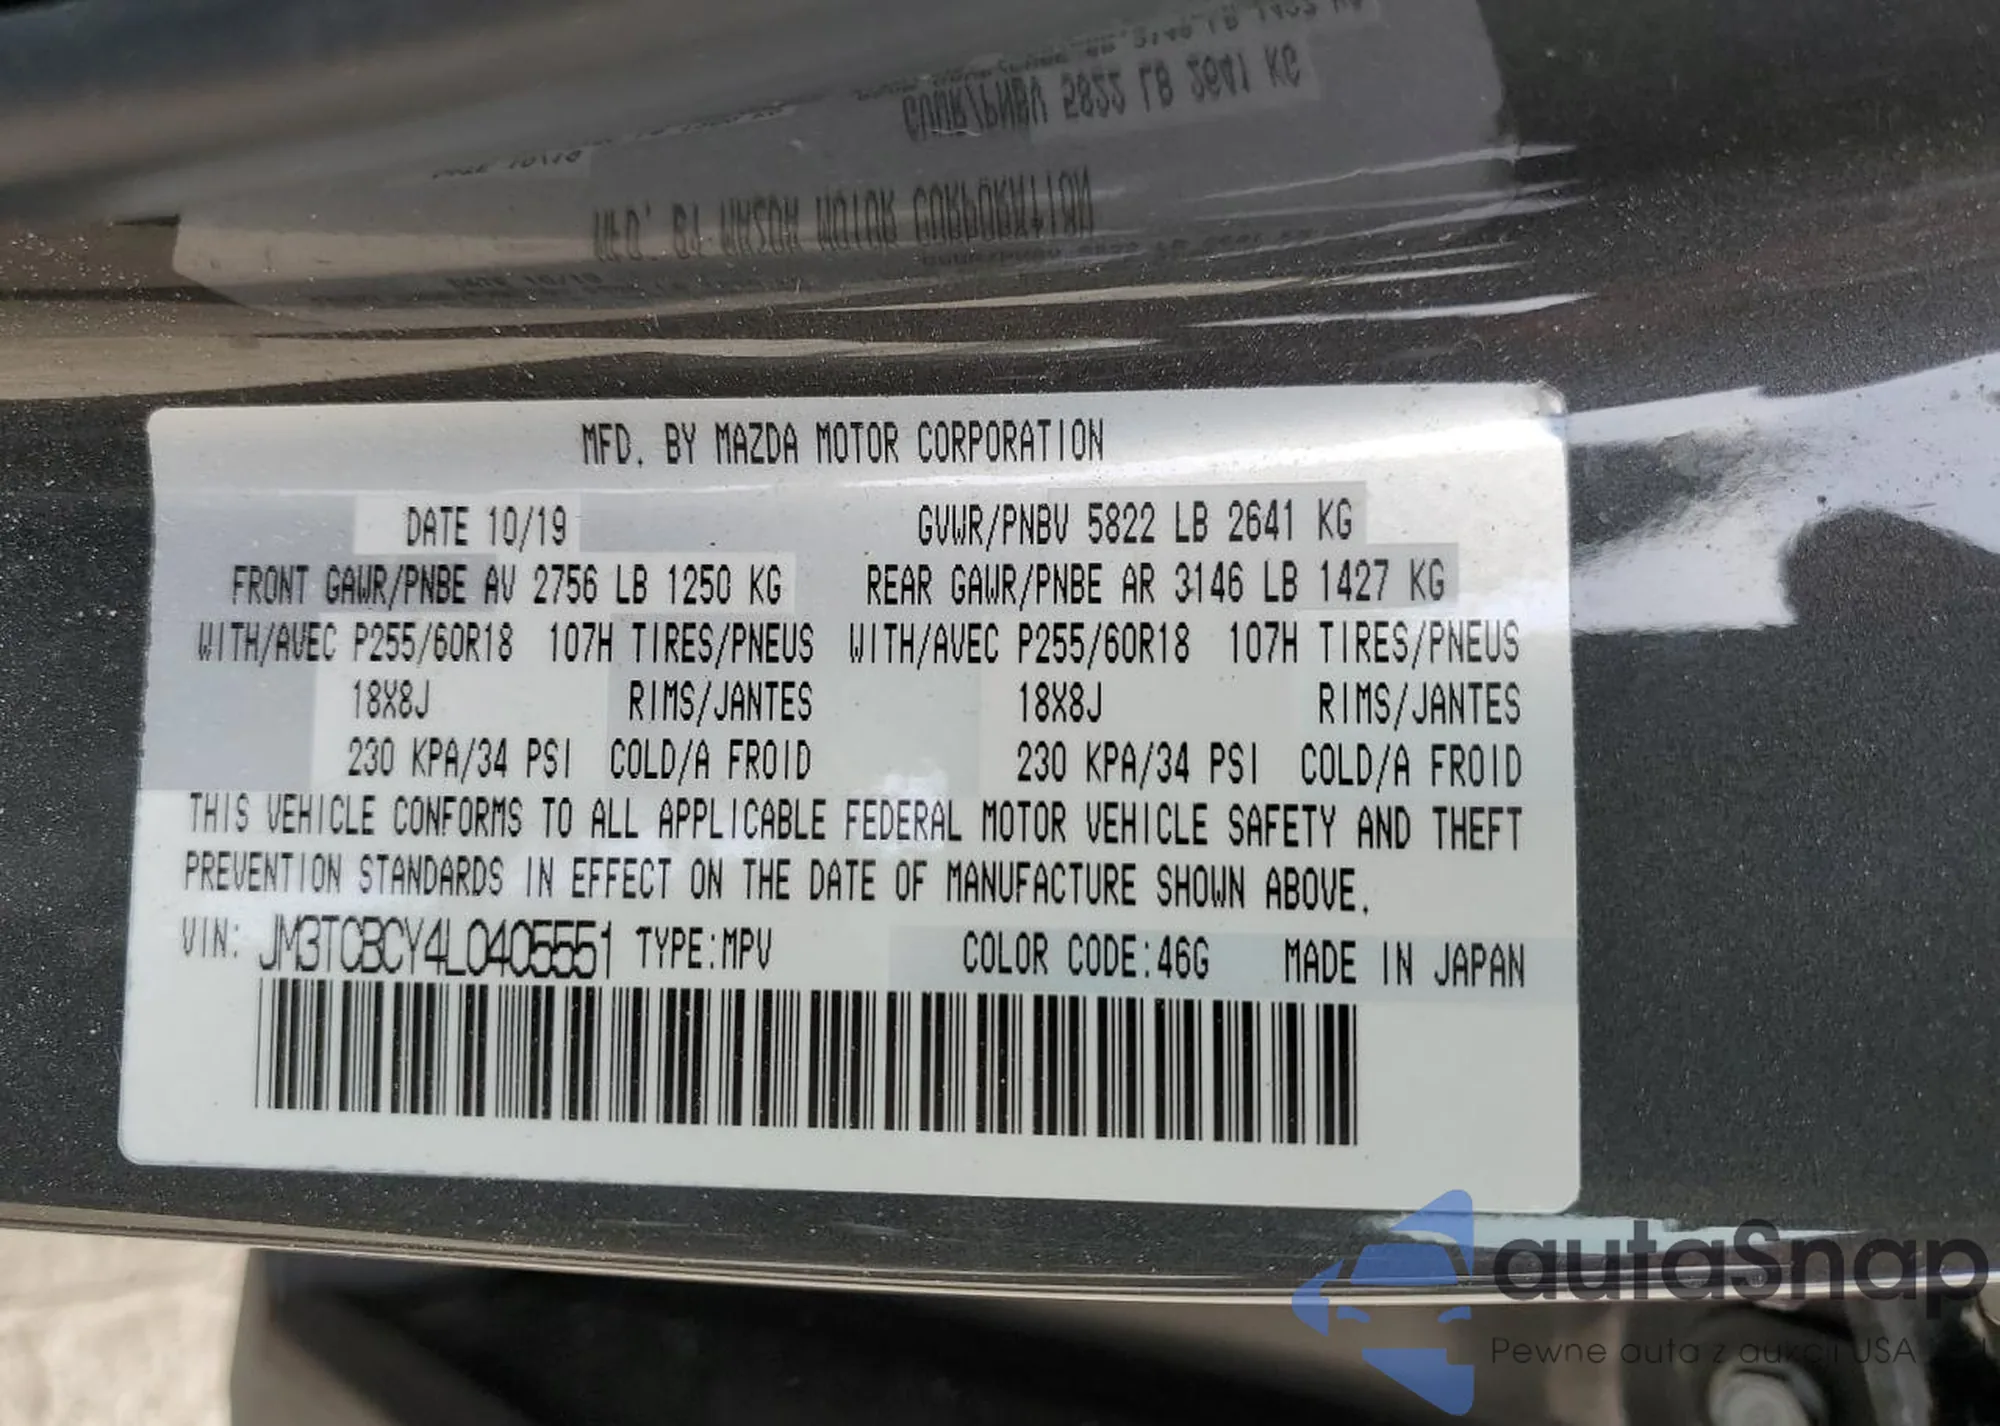 MFD. BY MAZDA MOTOR CORPORATION
DATE 10/19 GVWR/PNBV 5822 LB 2641 KG
FRONT GAWR/PNBE AV 2756 LB 1250 KG REAR GAWR/PNBE AR 3146 LB 1427 KG
WITH/AVEC P255/60R18 107H TIRES/PNEUS WITH/AVEC P255/60R18 107H TIRES/PNEUS
18X8J RIMS/JANTES 18X8J RIMS/JANTES
230 KPA/34 PSI COLD/A FROID 230 KPA/34 PSI COLD/A FROID
THIS VEHICLE CONFORMS TO ALL APPLICABLE FEDERAL MOTOR VEHICLE SAFETY AND THEFT
PREVENTION STANDARDS IN EFFECT ON THE DATE OF MANUFACTURE SHOWN ABOVE.
VIN: JM3TCBCY4L0405551 TYPE:MPV COLOR CODE:46G MADE IN JAPAN
autaSnap
Pewne auta z aukcji USA